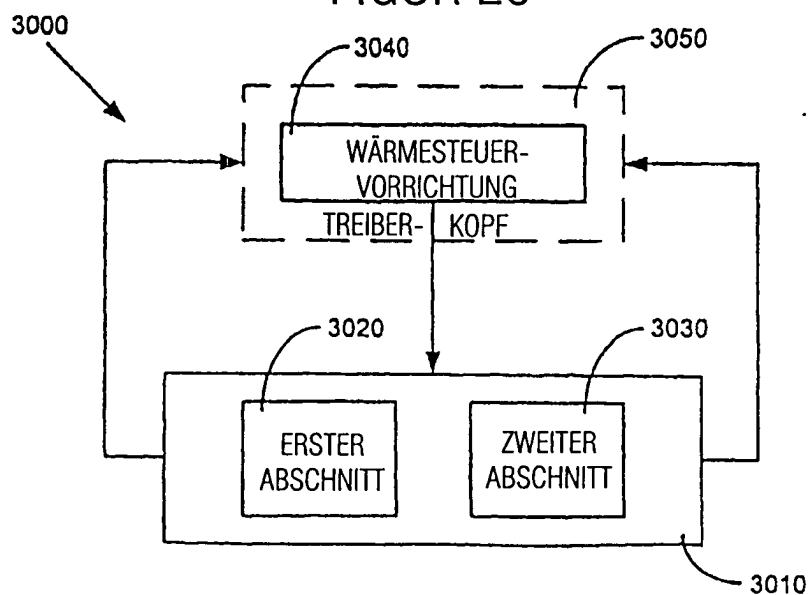 3000
3040
3050
WÄRMESTEUER-
VORRICHTUNG
TREIBER- KOPF
3020
3030
ERSTER
ABSCHNITT
ZWEITER
ABSCHNITT
3010